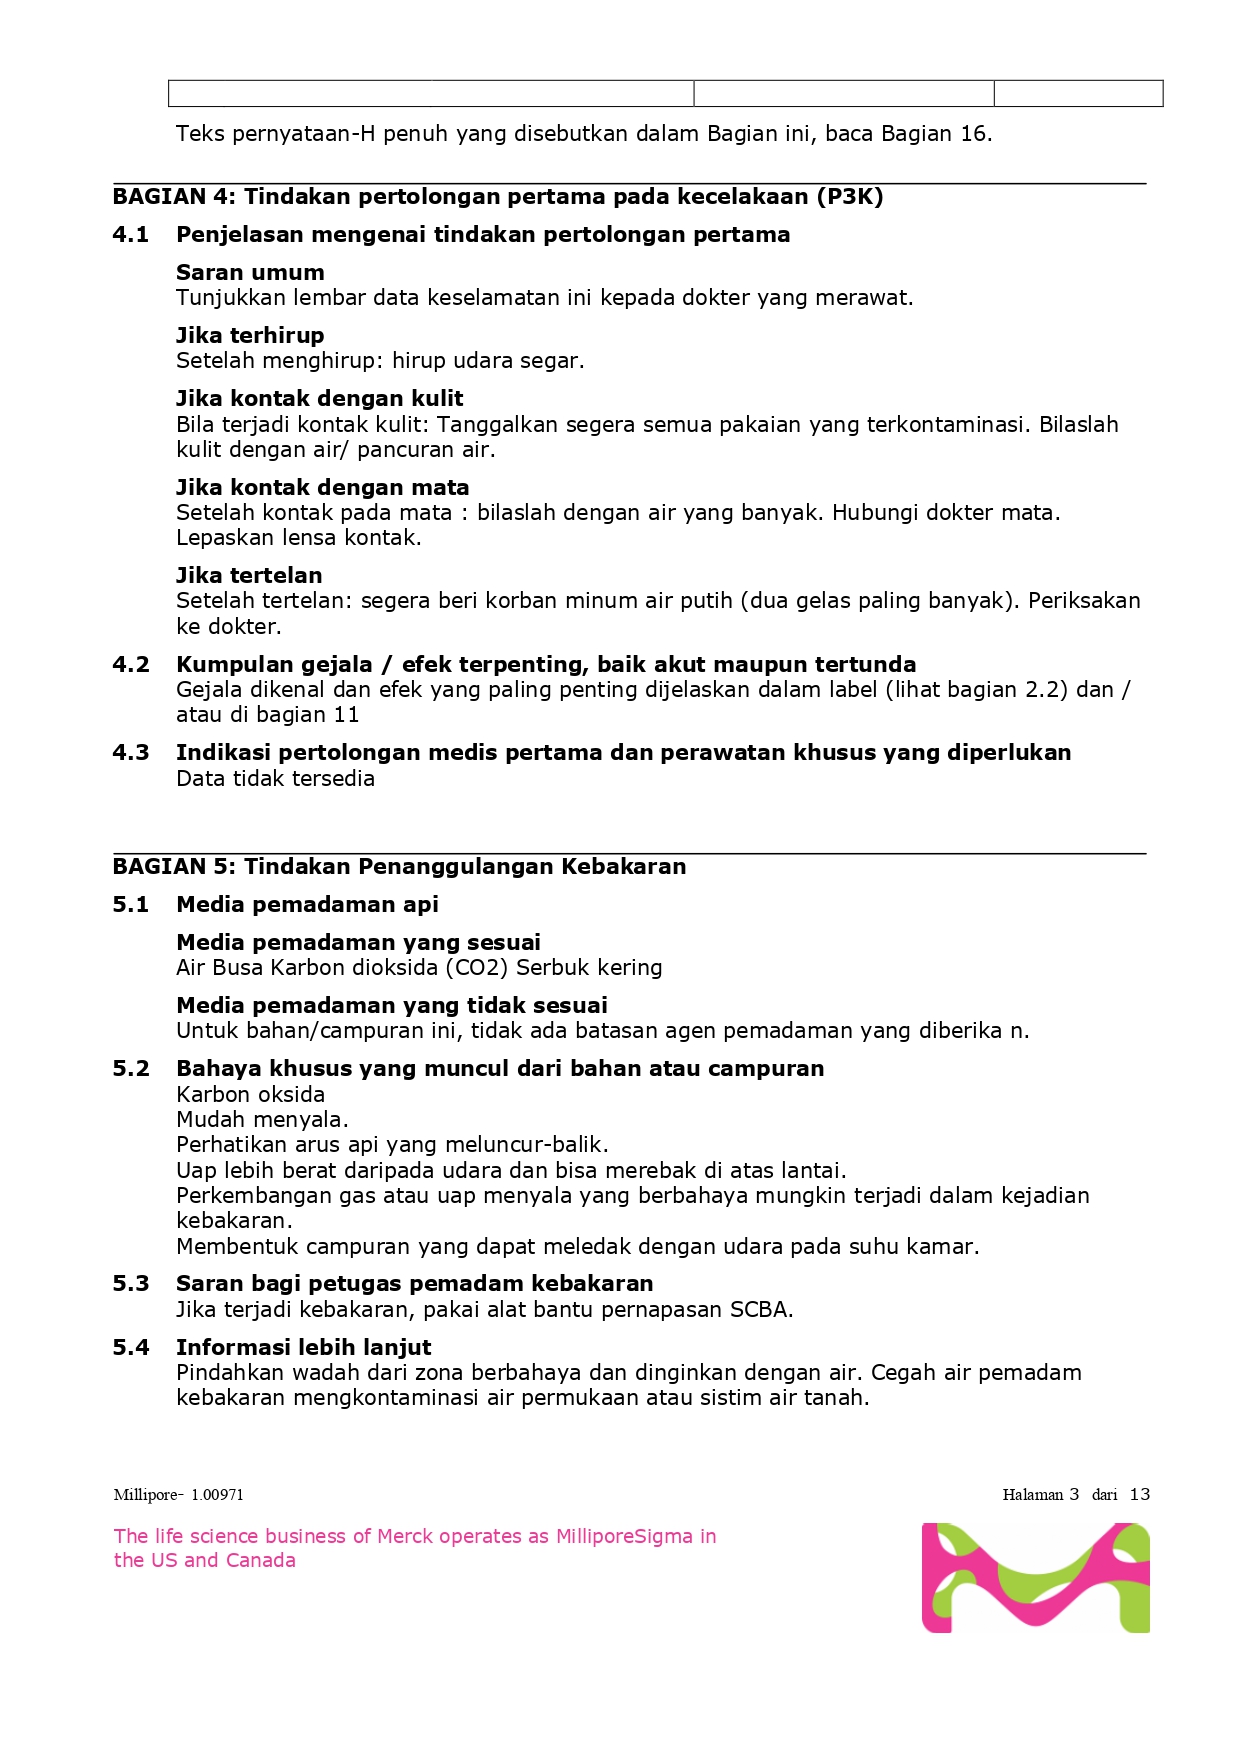 Teks pernyataan-H penuh yang disebutkan dalam Bagian ini, baca Bagian 16.
BAGIAN 4: Tindakan pertolongan pertama pada kecelakaan (P3K)
4.1 Penjelasan mengenai tindakan pertolongan pertama
Saran umum
Tunjukkan lembar data keselamatan ini kepada dokter yang merawat.
Jika terhirup
Setelah menghirup: hirup udara segar.
Jika kontak dengan kulit
Bila terjadi kontak kulit: Tanggalkan segera semua pakaian yang terkontaminasi. Bilaslah
kulit dengan air/ pancuran air.
Jika kontak dengan mata
Setelah kontak pada mata : bilaslah dengan air yang banyak. Hubungi dokter mata.
Lepaskan lensa kontak.
Jika tertelan
Setelah tertelan: segera beri korban minum air putih (dua gelas paling banyak). Periksakan
ke dokter.
4.2 Kumpulan gejala / efek terpenting, baik akut maupun tertunda
Gejala dikenal dan efek yang paling penting dijelaskan dalam label (lihat bagian 2.2) dan /
atau di bagian 11
4.3 Indikasi pertolongan medis pertama dan perawatan khusus yang diperlukan
Data tidak tersedia
BAGIAN 5: Tindakan Penanggulangan Kebakaran
5.1 Media pemadaman api
Media pemadaman yang sesuai
Air Busa Karbon dioksida (CO2) Serbuk kering
Media pemadaman yang tidak sesuai
Untuk bahan/campuran ini, tidak ada batasan agen pemadaman yang diberika n.
5.2 Bahaya khusus yang muncul dari bahan atau campuran
Karbon oksida
Mudah menyala.
Perhatikan arus api yang meluncur-balik.
Uap lebih berat daripada udara dan bisa merebak di atas lantai.
Perkembangan gas atau uap menyala yang berbahaya mungkin terjadi dalam kejadian
kebakaran.
Membentuk campuran yang dapat meledak dengan udara pada suhu kamar.
5.3 Saran bagi petugas pemadam kebakaran
Jika terjadi kebakaran, pakai alat bantu pernapasan SCBA.
5.4 Informasi lebih lanjut
Pindahkan wadah dari zona berbahaya dan dinginkan dengan air. Cegah air pemadam
kebakaran mengkontaminasi air permukaan atau sistim air tanah.
Millipore- 1.00971 Halaman 3 dari 13
The life science business of Merck operates as MilliporeSigma in
the US and Canada